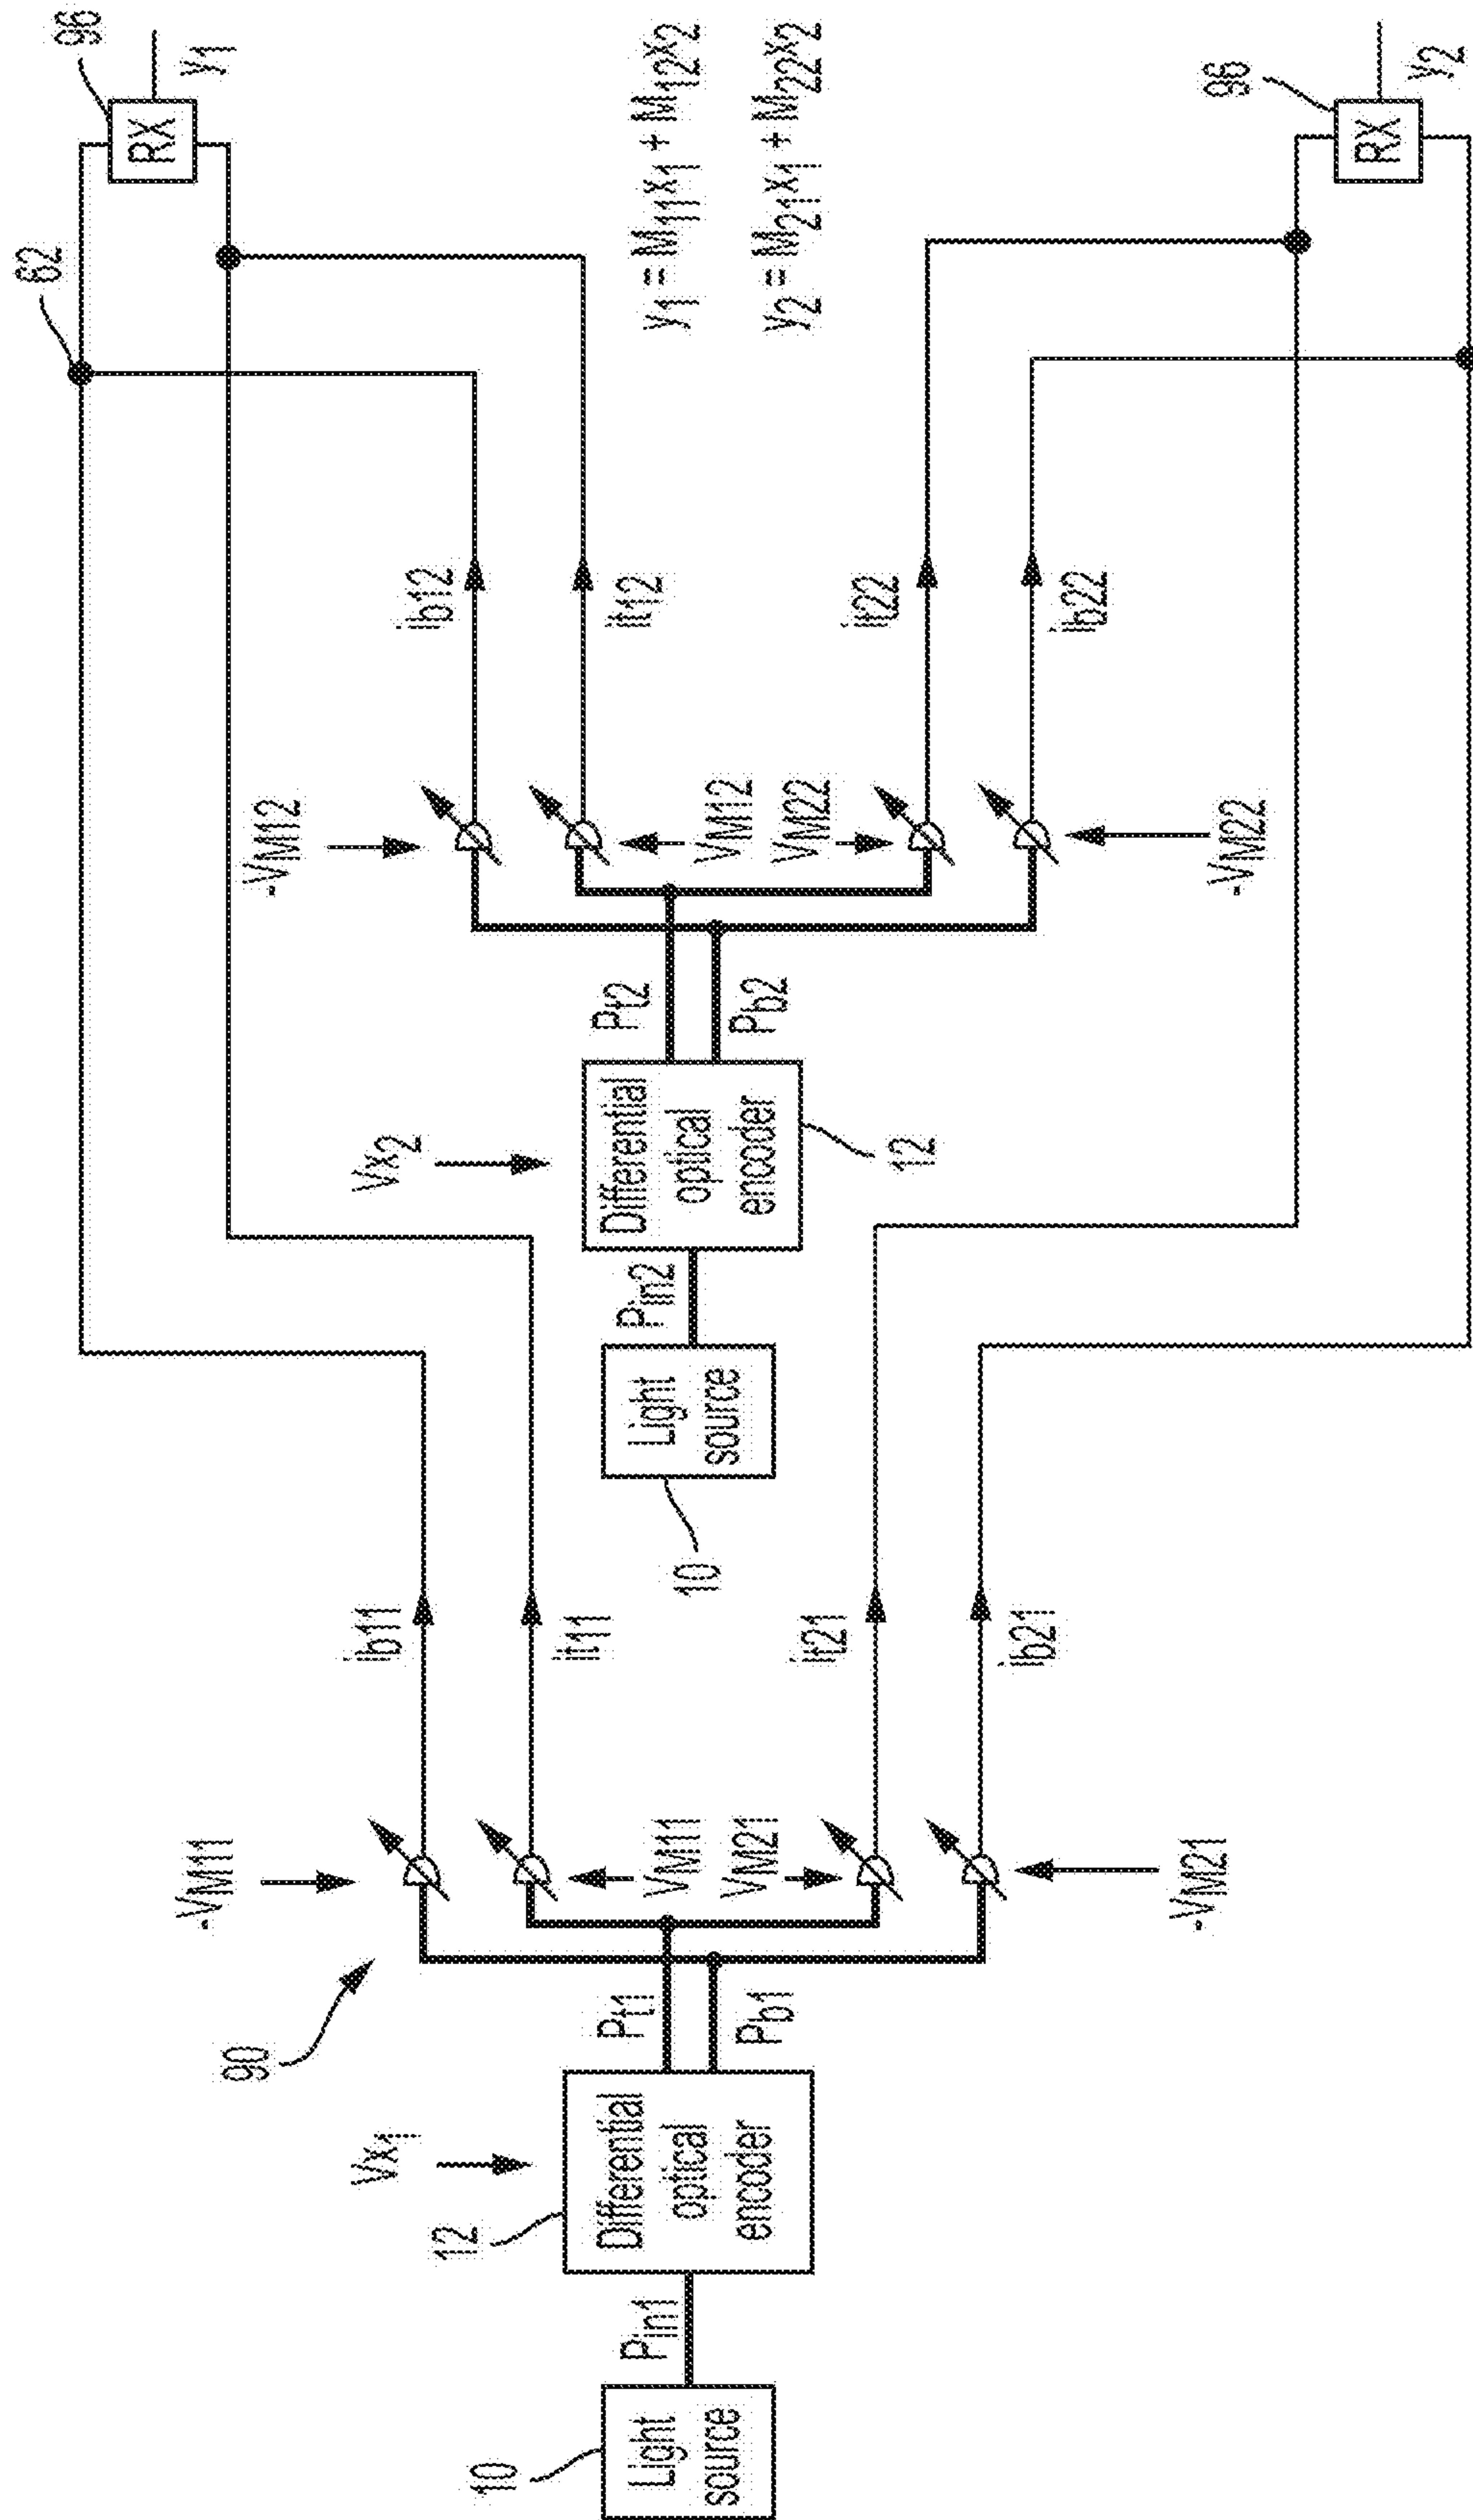 10
Light
source
Pin1
12
Vx1
Differential
optical
encoder
Pt1
Pb1
90
-VM11
VM11
VM21
-VM21
ib11
it11
it21
ib21
10
Light
source
Pin2
Vx2
Differential
optical
encoder
12
Pt2
Pb2
-VM12
VM12
VM22
-VM22
ib12
it12
it22
ib22
62
96
RX
y1
y1 = M11x1 + M12x2
y2 = M21x1 + M22x2
96
RX
y2